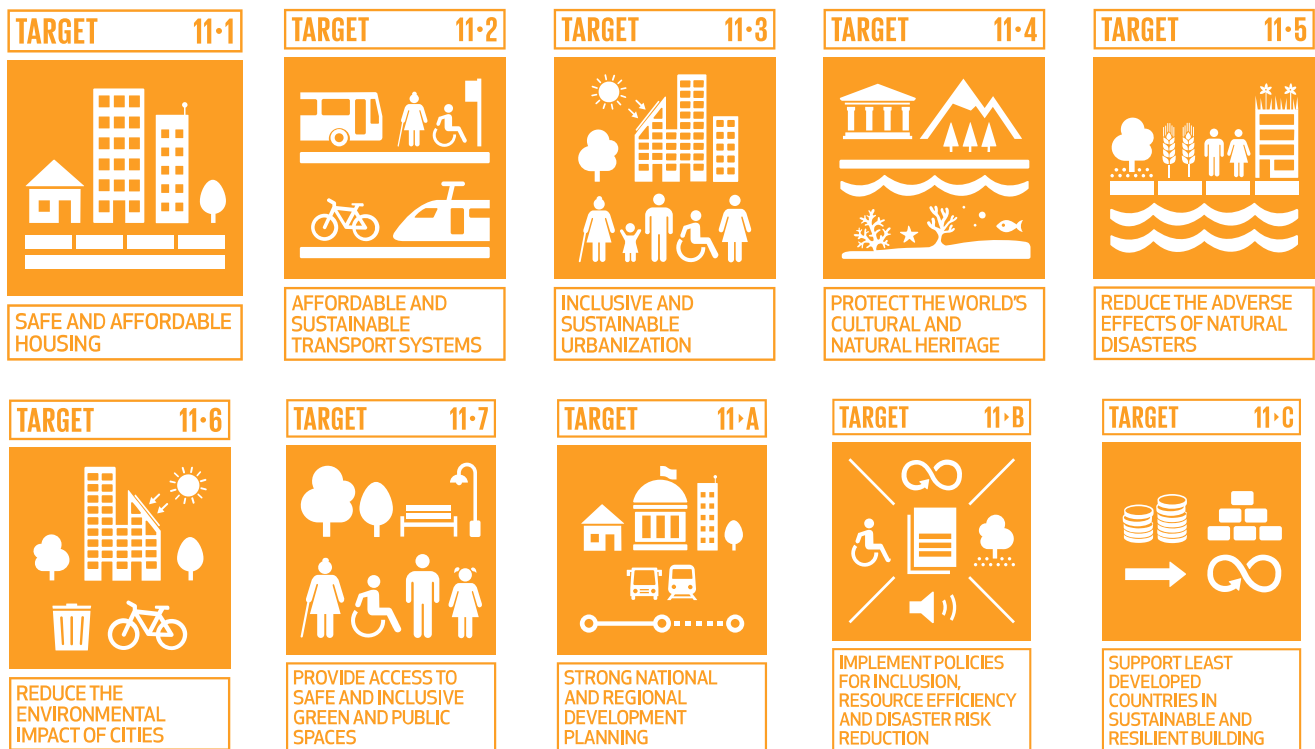 TARGET 11·1
SAFE AND AFFORDABLE
HOUSING
TARGET 11·2
AFFORDABLE AND
SUSTAINABLE
TRANSPORT SYSTEMS
TARGET 11·3
INCLUSIVE AND
SUSTAINABLE
URBANIZATION
TARGET 11·4
PROTECT THE WORLD'S
CULTURAL AND
NATURAL HERITAGE
TARGET 11·5
REDUCE THE ADVERSE
EFFECTS OF NATURAL
DISASTERS
TARGET 11·6
REDUCE THE
ENVIRONMENTAL
IMPACT OF CITIES
TARGET 11·7
PROVIDE ACCESS TO
SAFE AND INCLUSIVE
GREEN AND PUBLIC
SPACES
TARGET 11‣A
STRONG NATIONAL
AND REGIONAL
DEVELOPMENT
PLANNING
TARGET 11‣B
IMPLEMENT POLICIES
FOR INCLUSION,
RESOURCE EFFICIENCY
AND DISASTER RISK
REDUCTION
TARGET 11‣C
SUPPORT LEAST
DEVELOPED
COUNTRIES IN
SUSTAINABLE AND
RESILIENT BUILDING